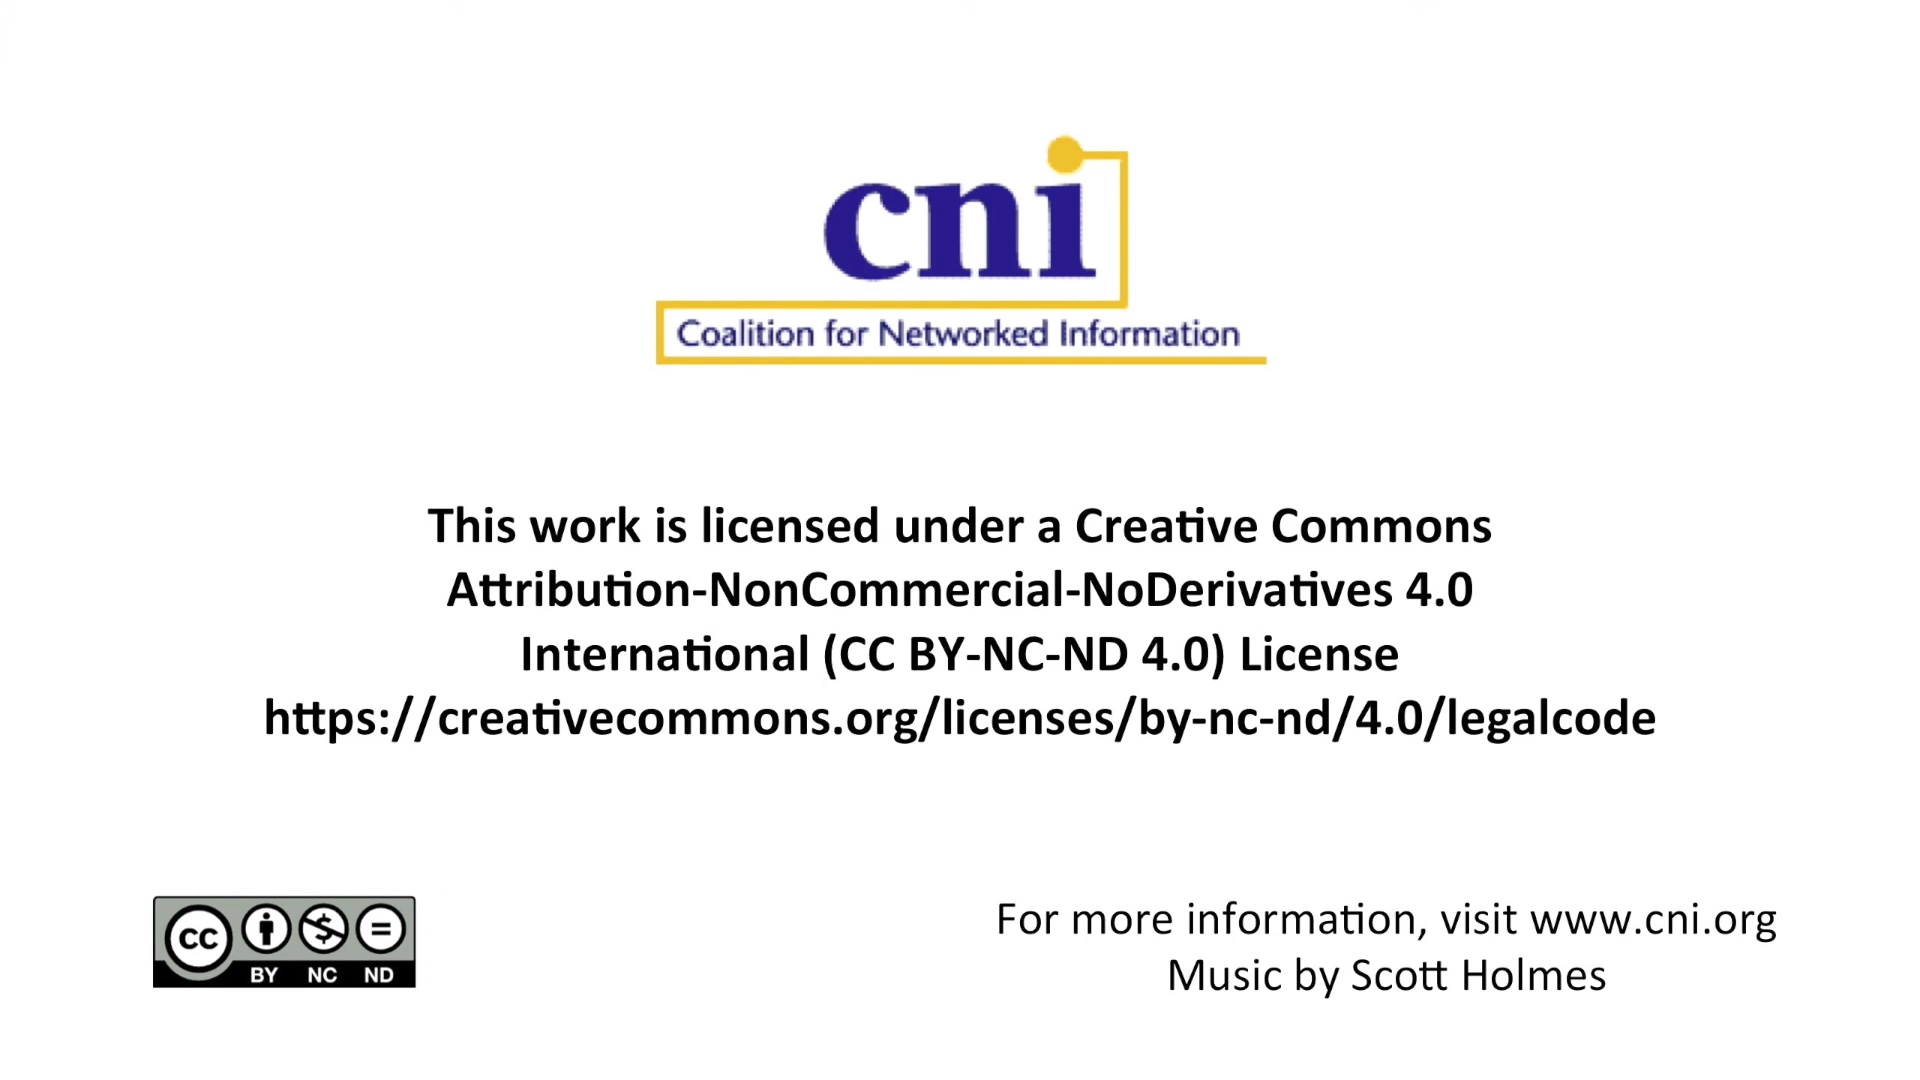 cni
Coalition for Networked Information
This work is licensed under a Creative Commons
Attribution-NonCommercial-NoDerivatives 4.0
International (CC BY-NC-ND 4.0) License
https://creativecommons.org/licenses/by-nc-nd/4.0/legalcode
cc
BY NC ND
For more information, visit www.cni.org
Music by Scott Holmes